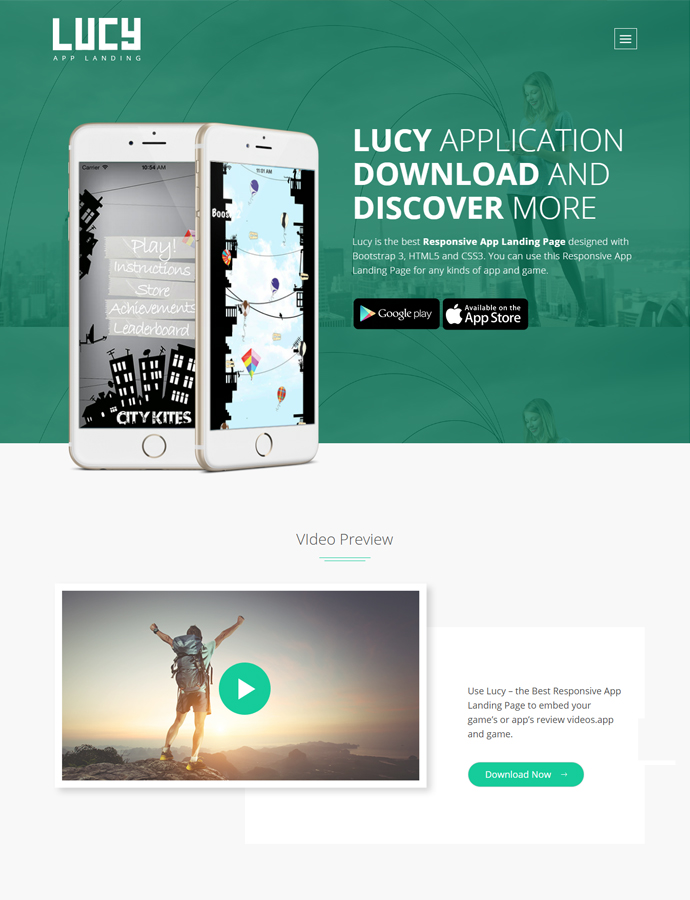 LUCY
APP LANDING
LUCY APPLICATION
DOWNLOAD AND
DISCOVER MORE
Lucy is the best Responsive App Landing Page designed with
Bootstrap 3, HTML5 and CSS3. You can use this Responsive App
Landing Page for any kinds of app and game.
Google play
Available on the
App Store
Carrier 10:54 AM
Play!
Instructions
Store
Achievements
Leaderboard
CITY KITES
11:01 AM
Boos
VIdeo Preview
Use Lucy – the Best Responsive App
Landing Page to embed your
game's or app's review videos.app
and game.
Download Now →